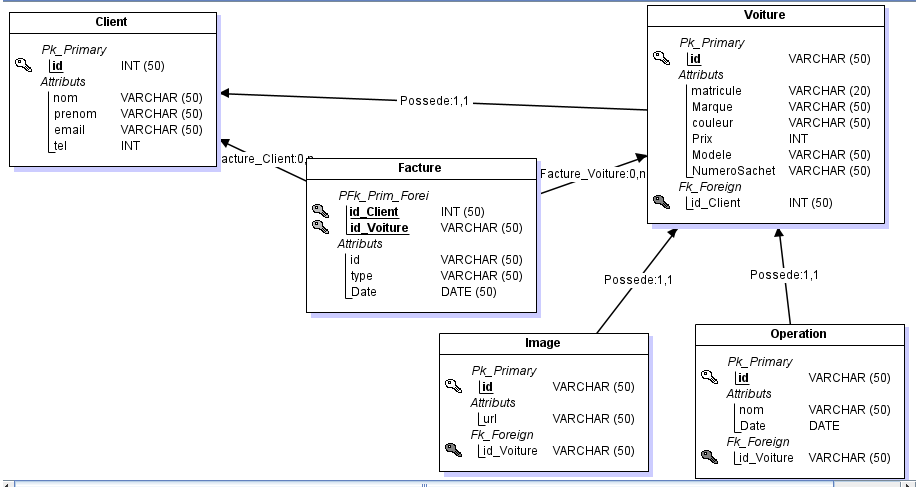 Client
Pk_Primary
id INT (50)
Attributs
nom VARCHAR (50)
prenom VARCHAR (50)
email VARCHAR (50)
tel INT
Voiture
Pk_Primary
id VARCHAR (50)
Attributs
matricule VARCHAR (20)
Marque VARCHAR (50)
couleur VARCHAR (50)
Prix INT
Modele VARCHAR (50)
NumeroSachet VARCHAR (50)
Fk_Foreign
id_Client INT (50)
Possede:1,1
acture_Client:0,n
Facture_Voiture:0,n
Facture
PFk_Prim_Forei
id_Client INT (50)
id_Voiture VARCHAR (50)
Attributs
id VARCHAR (50)
type VARCHAR (50)
Date DATE (50)
Possede:1,1
Possede:1,1
Image
Pk_Primary
id VARCHAR (50)
Attributs
url VARCHAR (50)
Fk_Foreign
id_Voiture VARCHAR (50)
Operation
Pk_Primary
id VARCHAR (50)
Attributs
nom VARCHAR (50)
Date DATE
Fk_Foreign
id_Voiture VARCHAR (50)